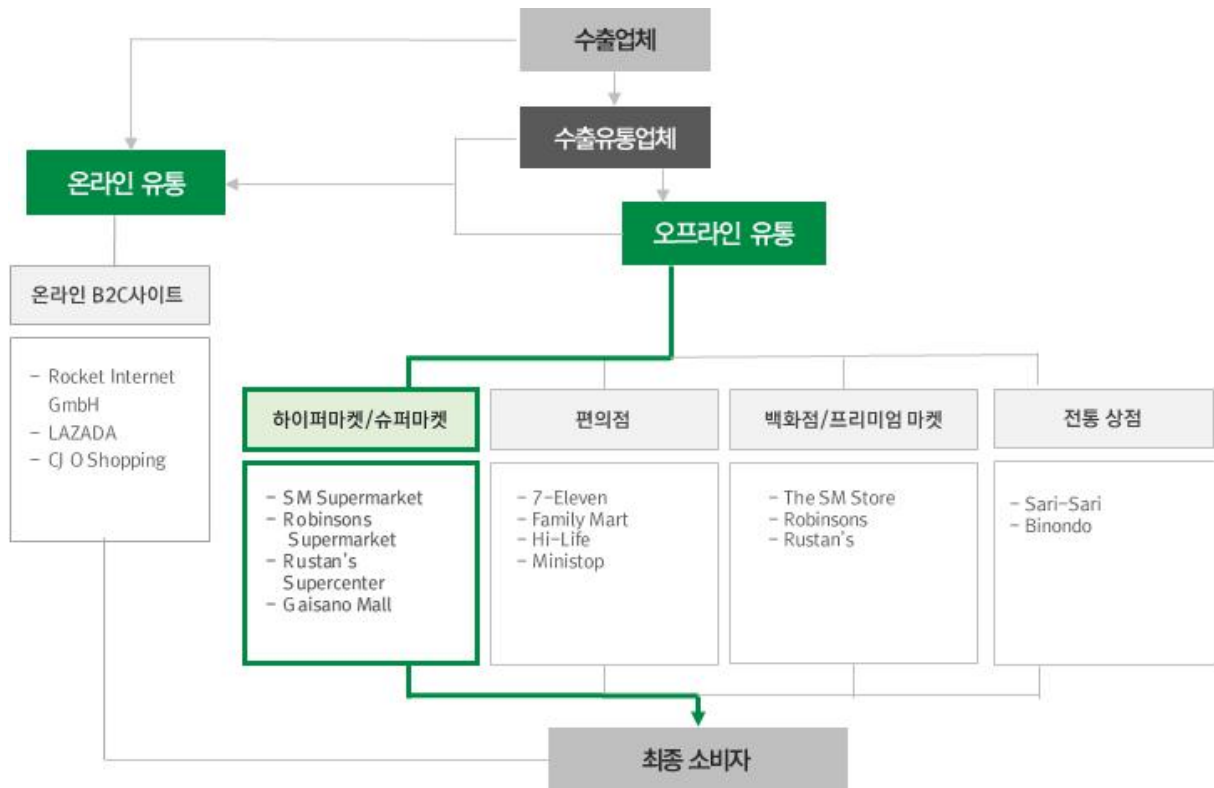 수출업체
수출유통업체
온라인 유통
오프라인 유통
온라인 B2C사이트
- Rocket Internet
GmbH
- LAZADA
- CJ O Shopping
하이퍼마켓/슈퍼마켓
- SM Supermarket
- Robinsons
Supermarket
- Rustan's
Supercenter
- Gaisano Mall
편의점
- 7-Eleven
- Family Mart
- Hi-Life
- Ministop
백화점/프리미엄 마켓
- The SM Store
- Robinsons
- Rustan's
전통 상점
- Sari-Sari
- Binondo
최종 소비자